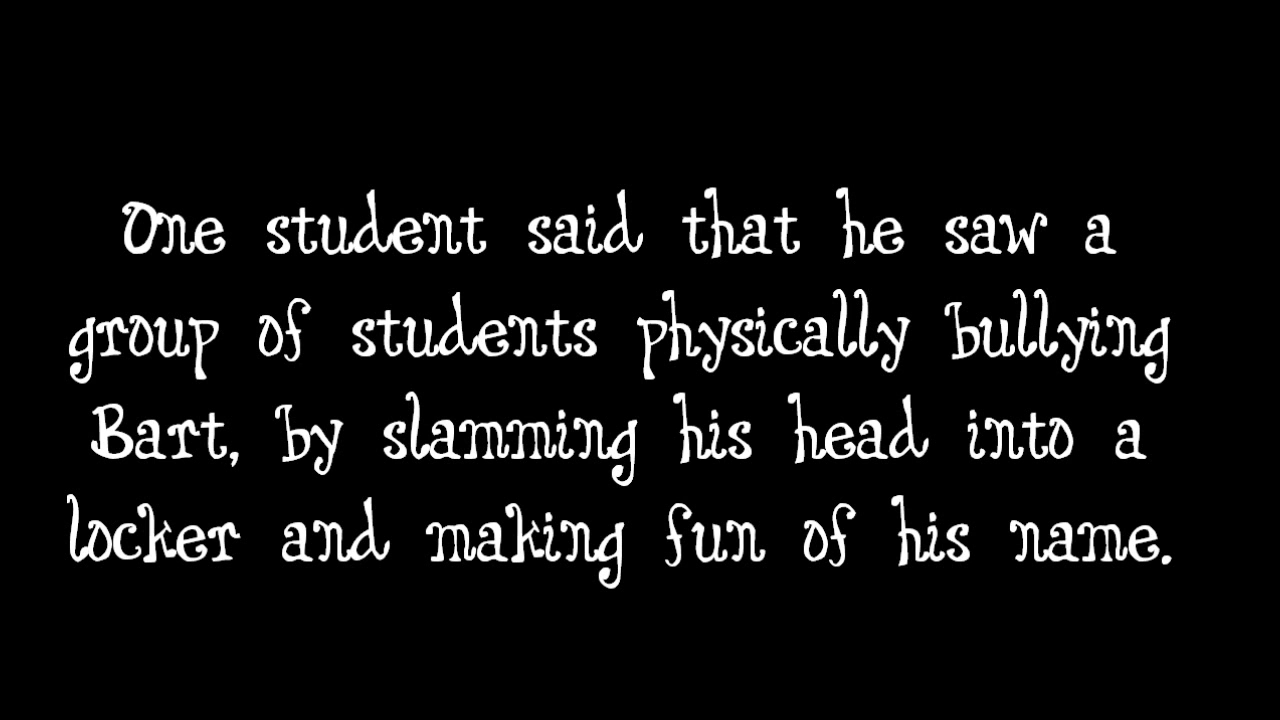 One student said that he saw a
group of students physically bullying
Bart, by slamming his head into a
locker and making fun of his name.